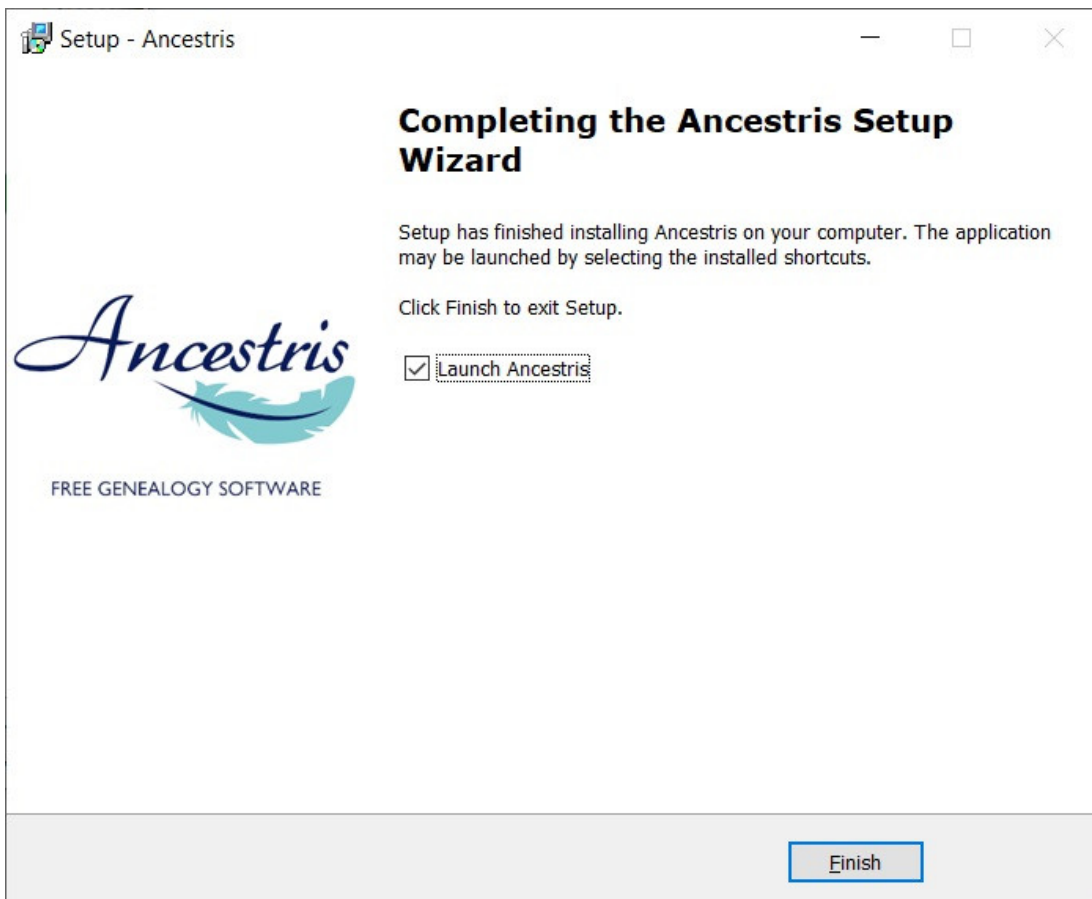 Setup - Ancestris
Completing the Ancestris Setup
Wizard
Setup has finished installing Ancestris on your computer. The application
may be launched by selecting the installed shortcuts.
Click Finish to exit Setup.
Launch Ancestris
Ancestris
FREE GENEALOGY SOFTWARE
Finish